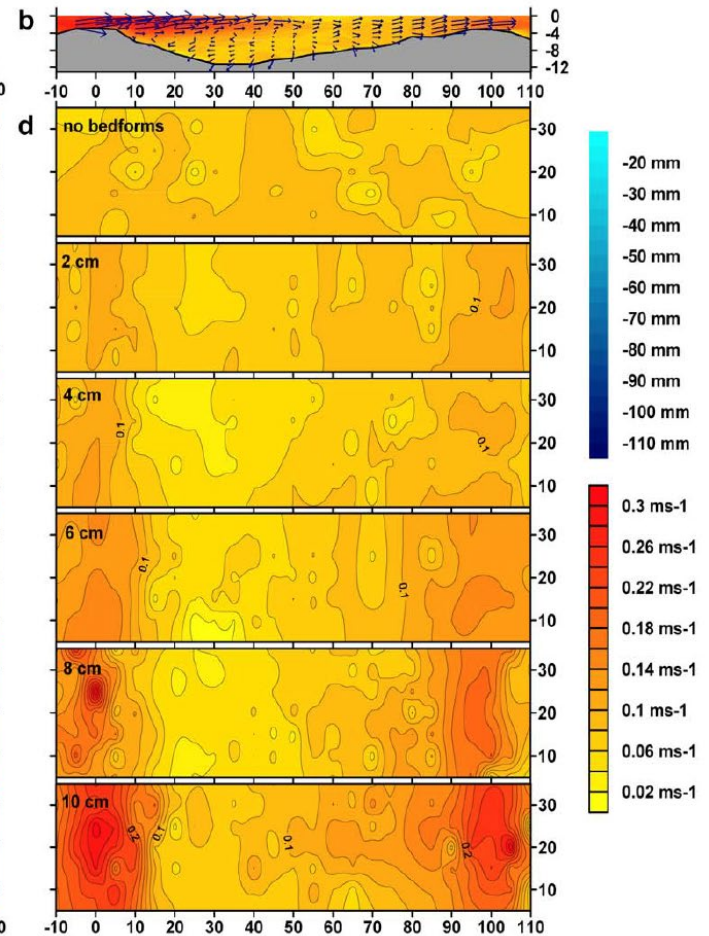 b
0
-4
-8
-12
-10 0 10 20 30 40 50 60 70 80 90 100 110
d
no bedforms
30
20
10
2 cm
0.1
30
20
10
4 cm
0.1
0.1
30
20
10
6 cm
0.1
0.1
30
20
10
8 cm
30
20
10
10 cm
0.2
0.1
0.1
0.2
30
20
10
-10 0 10 20 30 40 50 60 70 80 90 100 110
-20 mm
-30 mm
-40 mm
-50 mm
-60 mm
-70 mm
-80 mm
-90 mm
-100 mm
-110 mm
0.3 ms-1
0.26 ms-1
0.22 ms-1
0.18 ms-1
0.14 ms-1
0.1 ms-1
0.06 ms-1
0.02 ms-1